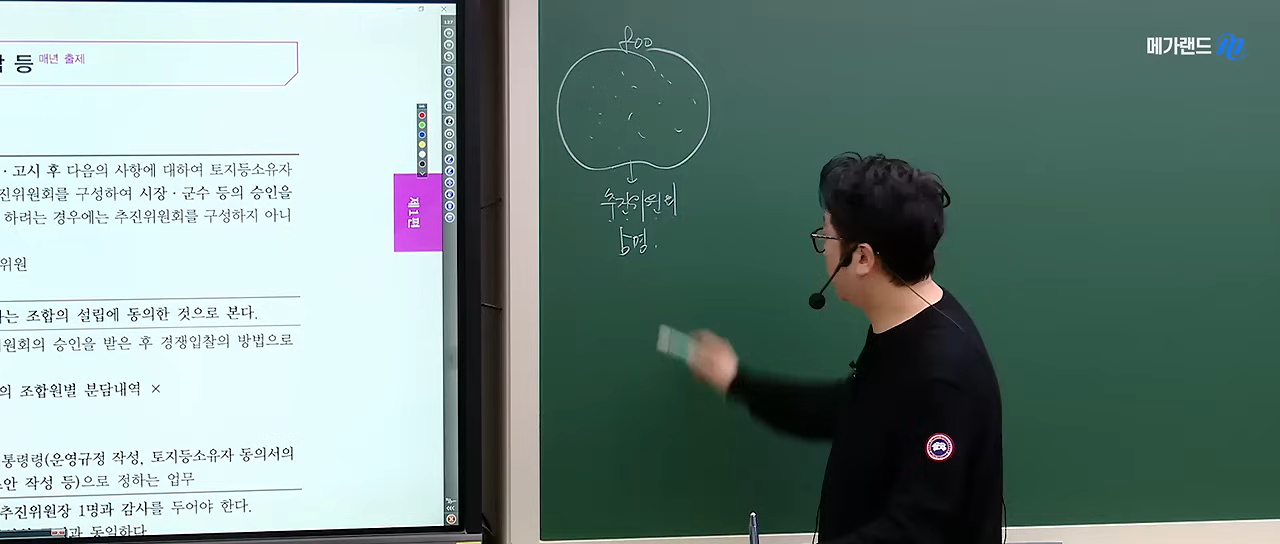 등 매년 출제
· 고시 후 다음의 사항에 대하여 토지등소유자
진위원회를 구성하여 시장 · 군수 등의 승인을
하려는 경우에는 추진위원회를 구성하지 아니
위원
는 조합의 설립에 동의한 것으로 본다.
원회의 승인을 받은 후 경쟁입찰의 방법으로
의 조합원별 분담내역 ×
통령령(운영규정 작성, 토지등소유자 동의서의
안 작성 등)으로 정하는 업무
추진위원장 1명과 감사를 두어야 한다.
과 동일한다
제1편
추진위원회
5명.
메가랜드